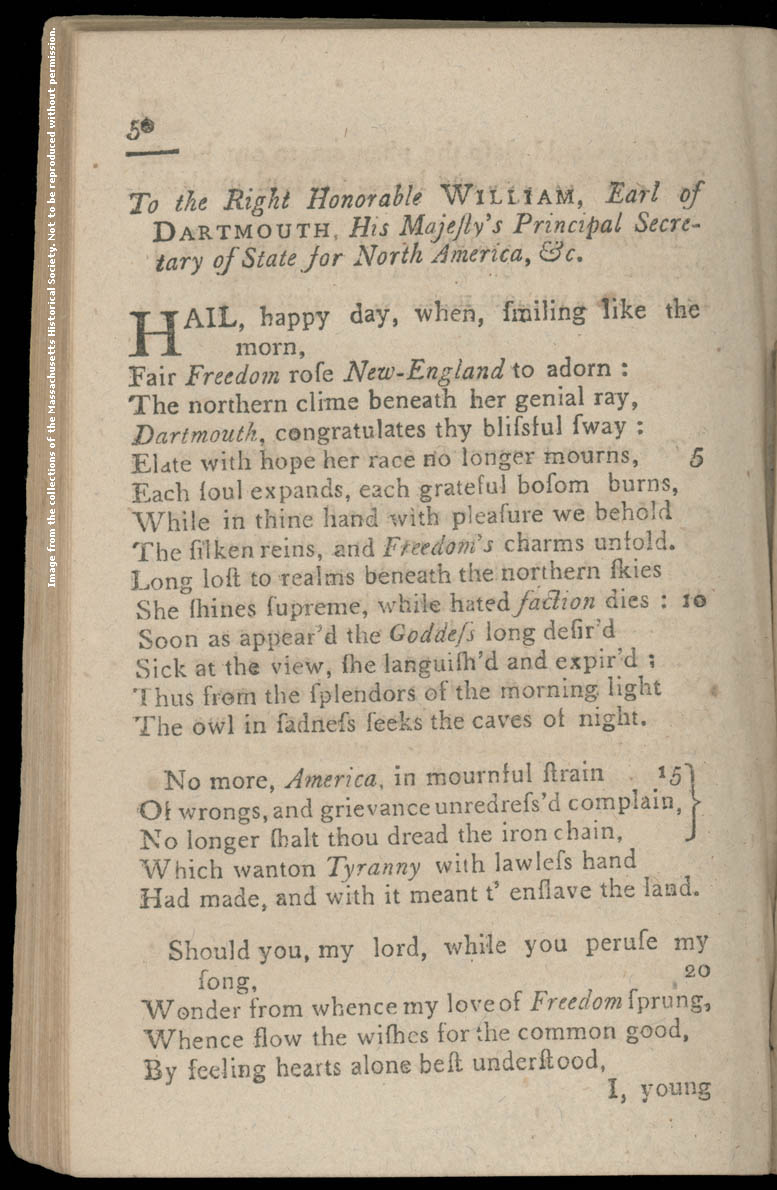 Image from the collections of the Massachusetts Historical Society. Not to be reproduced without permission.
50
To the Right Honorable WILLIAM, Earl of
DARTMOUTH, His Majeſty's Principal Secre-
tary of State for North America, &c.
HAIL, happy day, when, ſmiling like the
morn,
Fair Freedom roſe New-England to adorn :
The northern clime beneath her genial ray,
Dartmouth, congratulates thy bliſsful ſway :
Elate with hope her race no longer mourns, 5
Each ſoul expands, each grateful boſom burns,
While in thine hand with pleaſure we behold
The ſilken reins, and Freedom's charms unfold.
Long loſt to realms beneath the northern ſkies
She ſhines ſupreme, while hated faction dies : 10
Soon as appear'd the Goddeſs long deſir'd
Sick at the view, ſhe languiſh'd and expir'd ;
Thus from the ſplendors of the morning light
The owl in ſadneſs ſeeks the caves of night.
No more, America, in mournful ſtrain 15
Of wrongs, and grievance unredreſs'd complain,
No longer ſhalt thou dread the iron chain,
Which wanton Tyranny with lawleſs hand
Had made, and with it meant t' enſlave the land.
Should you, my lord, while you peruſe my
ſong, 20
Wonder from whence my love of Freedom ſprung,
Whence flow the wiſhes for the common good,
By feeling hearts alone beſt underſtood,
I, young